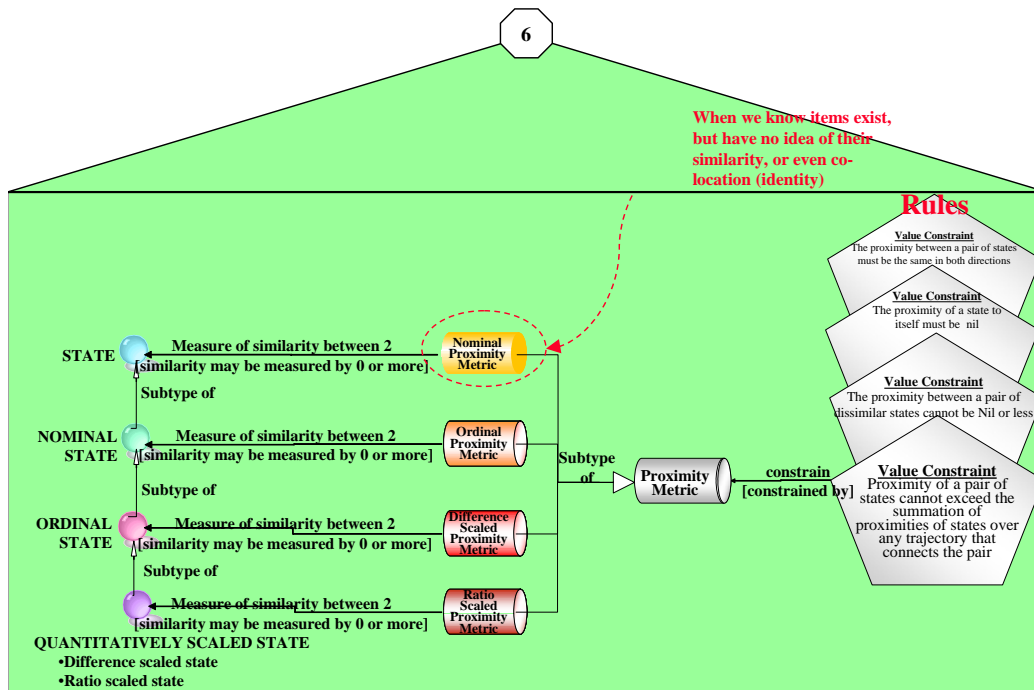 6
When we know items exist,
but have no idea of their
similarity, or even co-
location (identity)
Rules
Value Constraint
The proximity between a pair of states
must be the same in both directions
Value Constraint
The proximity of a state to
itself must be nil
Value Constraint
The proximity between a pair of
dissimilar states cannot be Nil or less
Value Constraint
Proximity of a pair of
states cannot exceed the
summation of
proximities of states over
any trajectory that
connects the pair
STATE
Measure of similarity between 2
[similarity may be measured by 0 or more]
Nominal
Proximity
Metric
Subtype of
NOMINAL
STATE
Measure of similarity between 2
[similarity may be measured by 0 or more]
Ordinal
Proximity
Metric
Subtype
of
Proximity
Metric
constrain
[constrained by]
Subtype of
ORDINAL
STATE
Measure of similarity between 2
[similarity may be measured by 0 or more]
Difference
Scaled
Proximity
Metric
Subtype of
Measure of similarity between 2
[similarity may be measured by 0 or more]
Ratio
Scaled
Proximity
Metric
QUANTITATIVELY SCALED STATE
•Difference scaled state
•Ratio scaled state